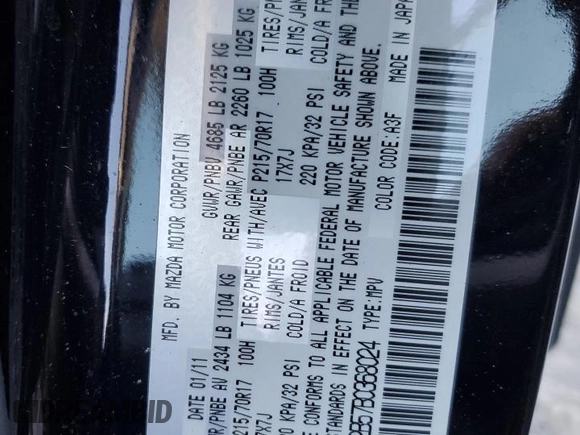 MFD. BY MAZDA MOTOR CORPORATION
DATE 01/11 GVWR/PNBV 4685 LB 2125 KG
GAWR/PNBE AV 2434 LB 1104 KG REAR GAWR/PNBE AR 2260 LB 1025 KG
P215/70R17 100H TIRES/PNEUS WITH/AVEC P215/70R17 100H
17X7J RIMS/JANTES 17X7J RIMS/JANTES
KPA/32 PSI COLD/A FROID 220 KPA/32 PSI COLD/A FROID
CONFORMS TO ALL APPLICABLE FEDERAL MOTOR VEHICLE SAFETY AND
STANDARDS IN EFFECT ON THE DATE OF MANUFACTURE SHOWN ABOVE.
TYPE:MPV COLOR CODE:A3F MADE IN JAPAN